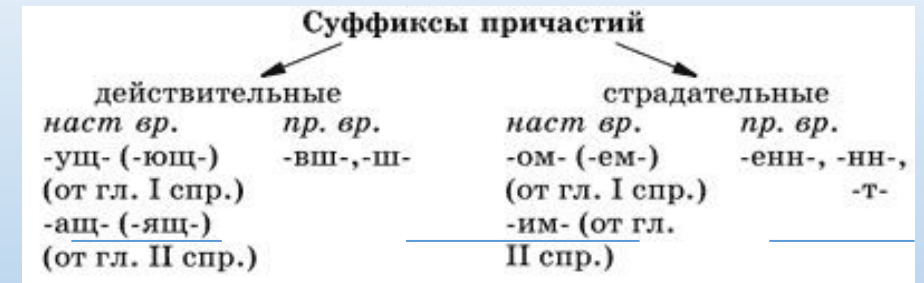 Суффиксы причастий
действительные страдательные
наст вр. пр. вр. наст вр. пр. вр.
-ущ- (-ющ-) -вш-,-ш- -ом- (-ем-) -енн-, -нн-,
(от гл. I спр.) (от гл. I спр.) -т-
-ащ- (-ящ-) -им- (от гл.
(от гл. II спр.) II спр.)